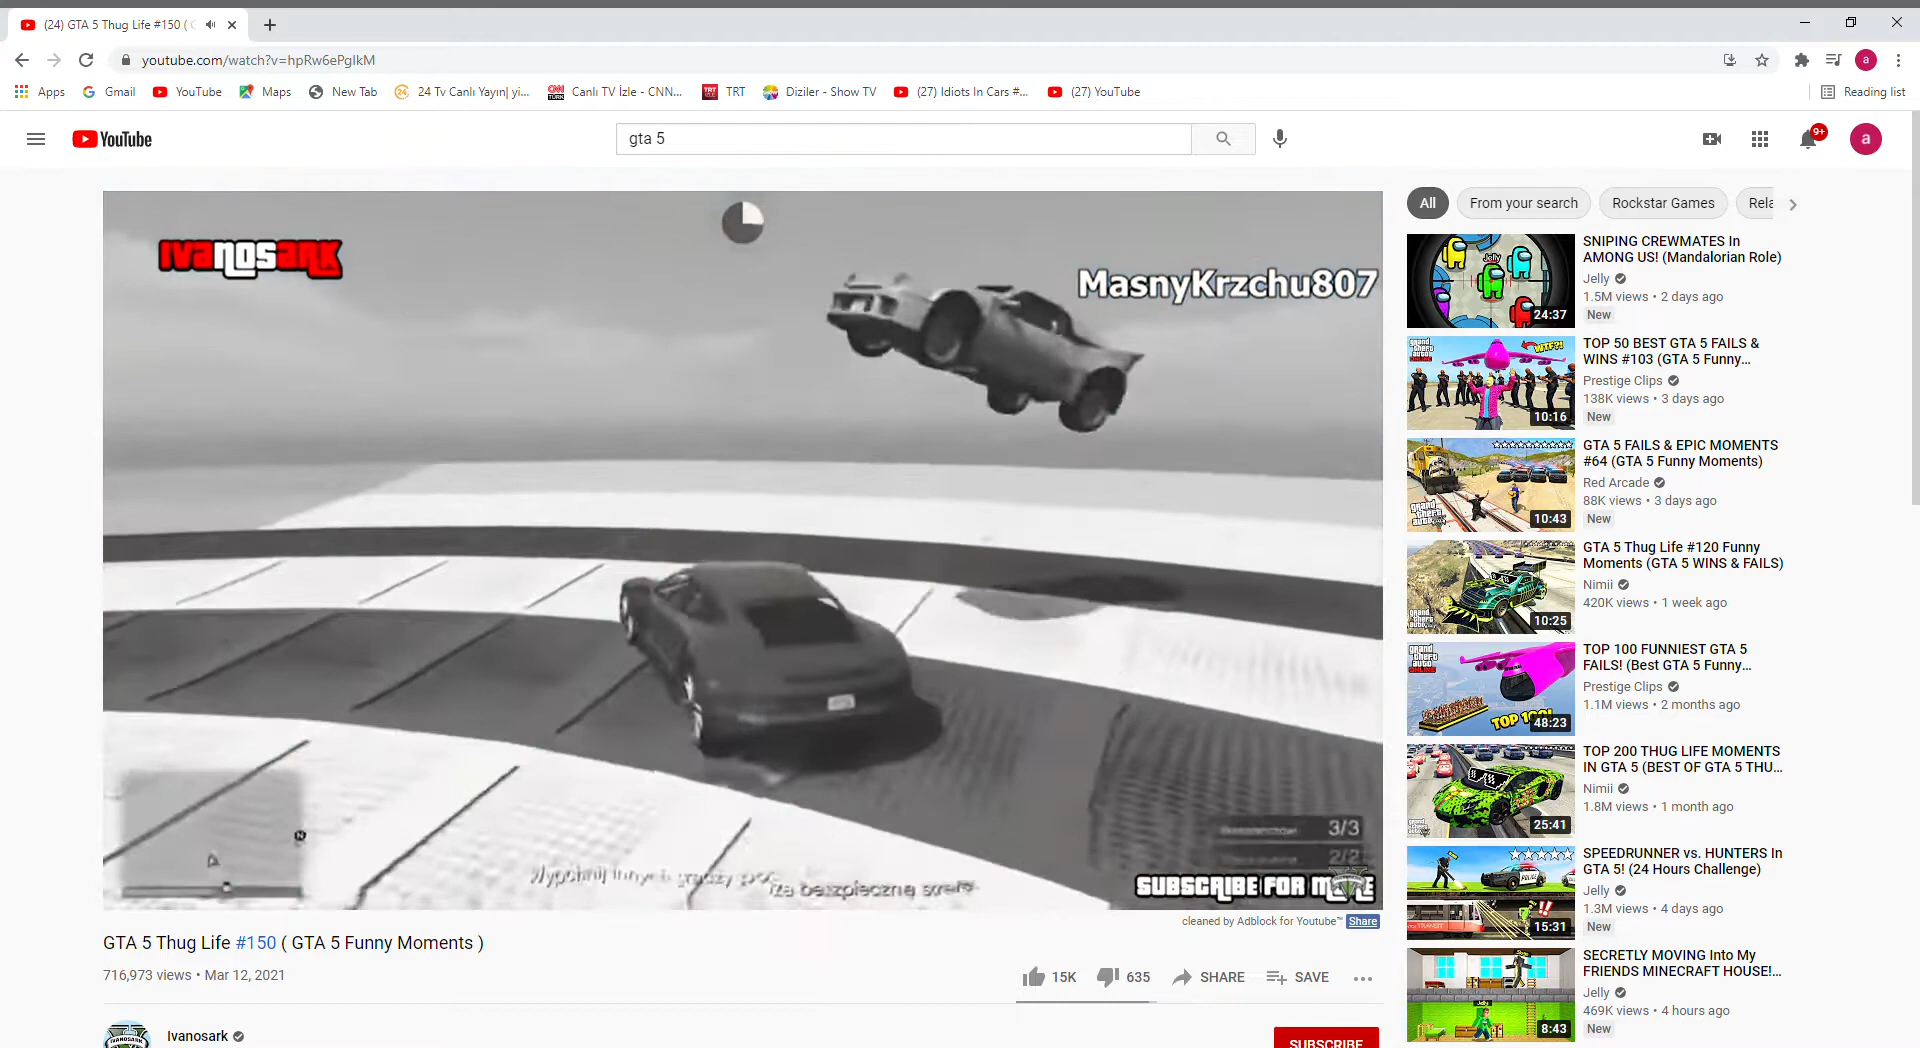 (24) GTA 5 Thug Life #150 (
youtube.com/watch?v=hpRw6ePglkM
a
Apps
Gmail
YouTube
Maps
New Tab
24 Tv Canlı Yayın| yi...
Canlı TV İzle - CNN...
TRT
Diziler - Show TV
(27) Idiots In Cars #...
(27) YouTube
Reading list
YouTube
gta 5
9+
a
IVANOSARK
MasnyKrzchu807
N
3/3
2/2
Wypchnij innych graczy poza bezpieczną strefę
SUBSCRIBE FOR MORE
cleaned by Adblock for Youtube™ Share
GTA 5 Thug Life #150 ( GTA 5 Funny Moments )
716,973 views • Mar 12, 2021
15K
635
SHARE
SAVE
Ivanosark
SUBSCRIBE
All
From your search
Rockstar Games
Rela
SNIPING CREWMATES In
AMONG US! (Mandalorian Role)
Jelly
1.5M views • 2 days ago
New
Jelly
24:37
TOP 50 BEST GTA 5 FAILS &
WINS #103 (GTA 5 Funny...
Prestige Clips
138K views • 3 days ago
New
WTF?!
10:16
GTA 5 FAILS & EPIC MOMENTS
#64 (GTA 5 Funny Moments)
Red Arcade
88K views • 3 days ago
New
10:43
GTA 5 Thug Life #120 Funny
Moments (GTA 5 WINS & FAILS)
Nimii
420K views • 1 week ago
10:25
TOP 100 FUNNIEST GTA 5
FAILS! (Best GTA 5 Funny...
Prestige Clips
1.1M views • 2 months ago
TOP 100!
48:23
TOP 200 THUG LIFE MOMENTS
IN GTA 5 (BEST OF GTA 5 THU...
Nimii
1.8M views • 1 month ago
25:41
SPEEDRUNNER vs. HUNTERS In
GTA 5! (24 Hours Challenge)
Jelly
1.3M views • 4 days ago
New
POLICE
15:31
SECRETLY MOVING Into My
FRIENDS MINECRAFT HOUSE!...
Jelly
469K views • 4 hours ago
New
Jelly
8:43